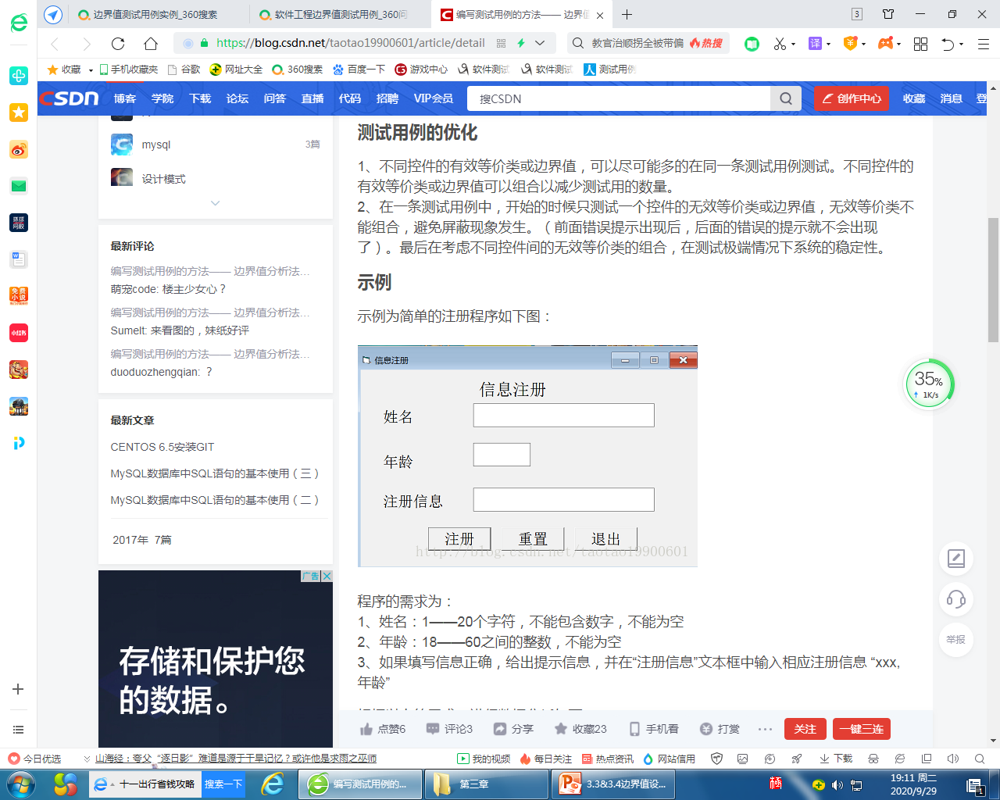 边界值测试用例实例_360搜索
软件工程边界值测试用例_360问
编写测试用例的方法—— 边界值
3
https://blog.csdn.net/taotao19900601/article/detail
教官治顺拐全被带偏
热搜
收藏
手机收藏夹
谷歌
网址大全
360搜索
百度一下
游戏中心
软件测试
软件测试
测试用例
CSDN
博客
学院
下载
论坛
问答
直播
代码
招聘
VIP会员
搜CSDN
创作中心
收藏
消息
mysql
3篇
设计模式
最新评论
编写测试用例的方法—— 边界值分析法…
萌宠code: 楼主少女心？
编写测试用例的方法—— 边界值分析法…
Sumelt: 来看图的，妹纸好评
编写测试用例的方法—— 边界值分析法…
duoduozhengqian: ？
最新文章
CENTOS 6.5安装GIT
MySQL数据库中SQL语句的基本使用（三）
MySQL数据库中SQL语句的基本使用（二）
2017年 7篇
广告
存储和保护您
的数据。
测试用例的优化
1、不同控件的有效等价类或边界值，可以尽可能多的在同一条测试用例测试。不同控件的
有效等价类或边界值可以组合以减少测试用的数量。
2、在一条测试用例中，开始的时候只测试一个控件的无效等价类或边界值，无效等价类不
能组合，避免屏蔽现象发生。（前面错误提示出现后，后面的错误的提示就不会出现
了）。最后在考虑不同控件间的无效等价类的组合，在测试极端情况下系统的稳定性。
示例
示例为简单的注册程序如下图：
信息注册
信息注册
姓名
年龄
注册信息
注册
重置
退出
http://blog.csdn.net/taotao19900601
程序的需求为：
1、姓名：1——20个字符，不能包含数字，不能为空
2、年龄：18——60之间的整数，不能为空
3、如果填写信息正确，给出提示信息，并在“注册信息”文本框中输入相应注册信息 “xxx,
年龄”
点赞6
评论3
分享
收藏23
手机看
打赏
关注
一键三连
35%
1K/s
举报
今日优选
山海经：夸父“逐日影”难道是源于干旱记忆？或许他是求雨之巫师
我的视频
每日关注
热点资讯
网站信用
下载
十一出行省钱攻略
搜索一下
编写测试用例的...
第三章
3.3&3.4边界值设...
19:11 周二
2020/9/29
1